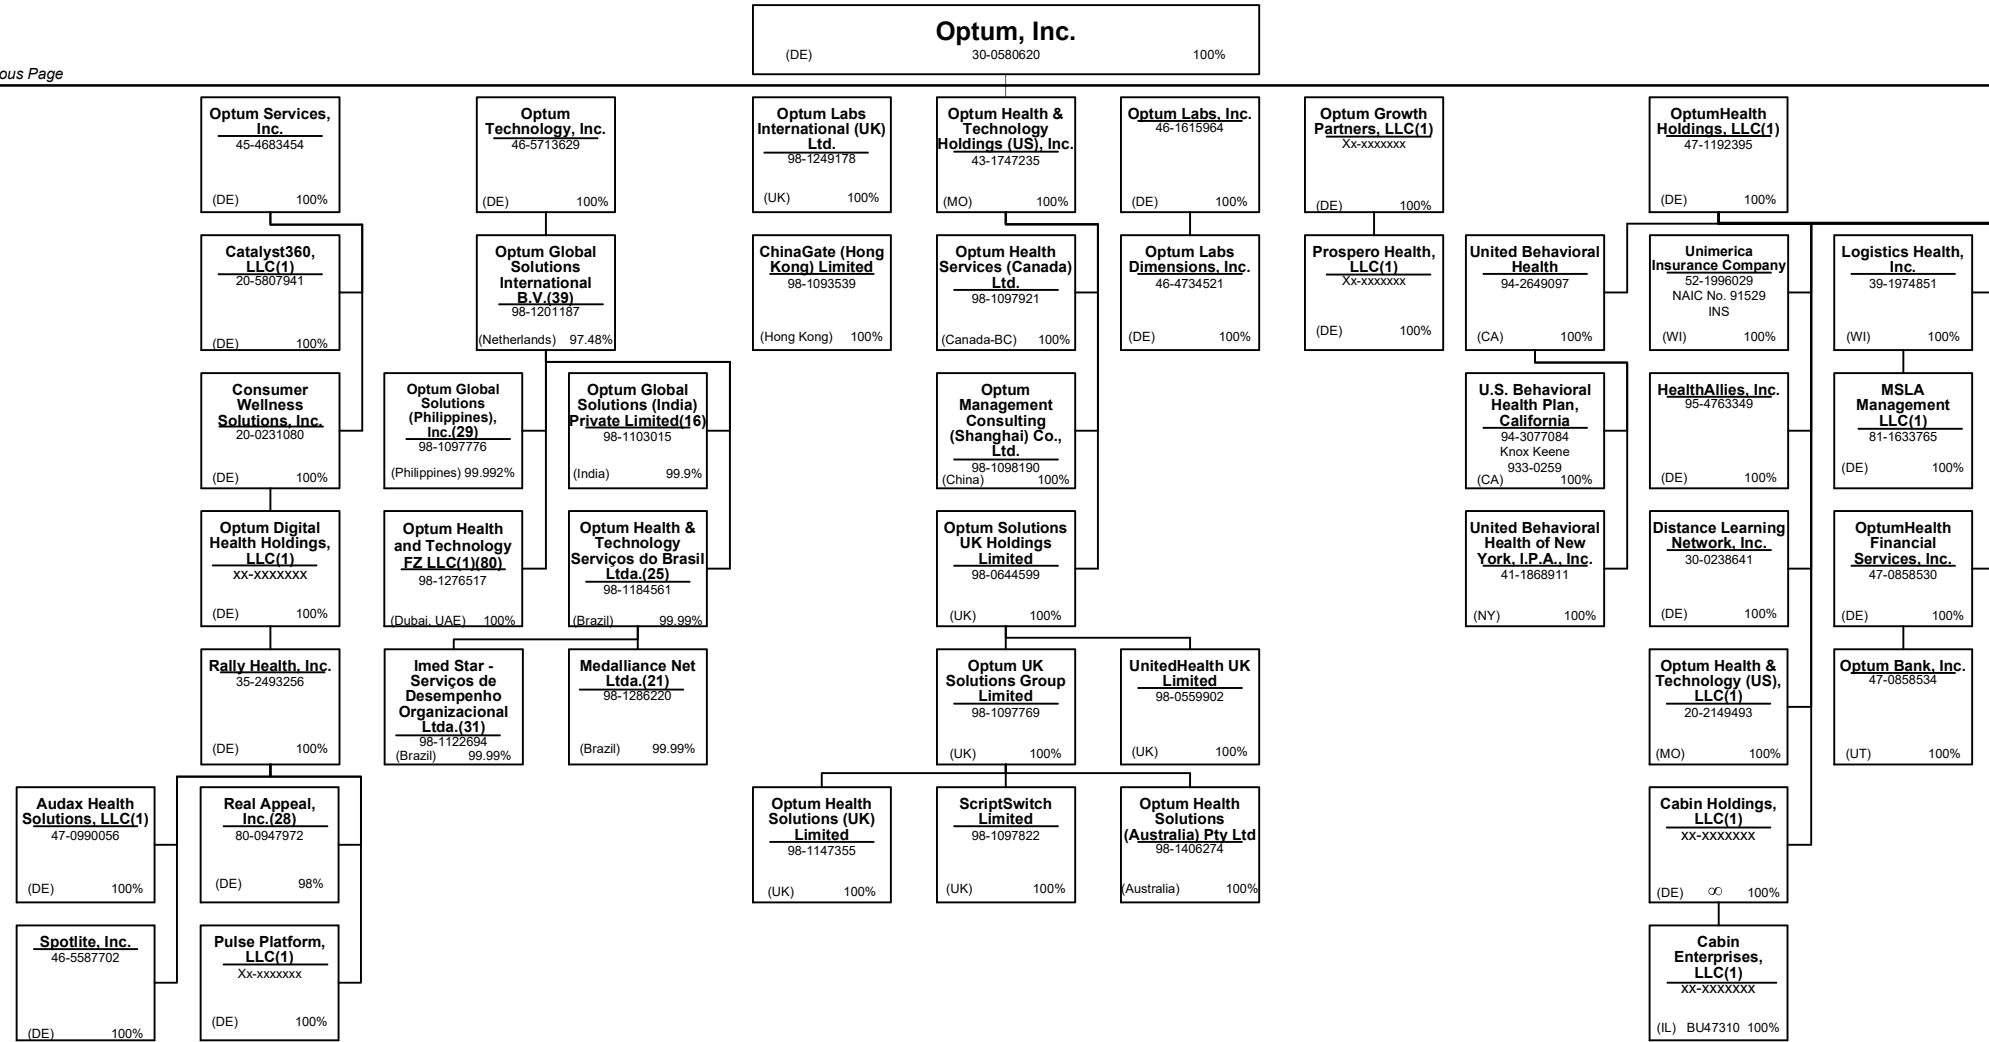 Optum, Inc.
(DE) 30-0580620 100%
ous Page
Optum Services,
Inc.
45-4683454
(DE) 100%
Optum
Technology, Inc.
46-5713629
(DE) 100%
Optum Labs
International (UK)
Ltd.
98-1249178
(UK) 100%
Optum Health &
Technology
Holdings (US), Inc.
43-1747235
(MO) 100%
Optum Labs, Inc.
46-1615964
(DE) 100%
Optum Growth
Partners, LLC(1)
Xx-xxxxxxx
(DE) 100%
OptumHealth
Holdings, LLC(1)
47-1192395
(DE) 100%
Catalyst360,
LLC(1)
20-5807941
(DE) 100%
Optum Global
Solutions
International
B.V.(39)
98-1201187
(Netherlands) 97.48%
ChinaGate (Hong
Kong) Limited
98-1093539
(Hong Kong) 100%
Optum Health
Services (Canada)
Ltd.
98-1097921
(Canada-BC) 100%
Optum Labs
Dimensions, Inc.
46-4734521
(DE) 100%
Prospero Health,
LLC(1)
Xx-xxxxxxx
(DE) 100%
United Behavioral
Health
94-2649097
(CA) 100%
Unimerica
Insurance Company
52-1996029
NAIC No. 91529
INS
(WI) 100%
Logistics Health,
Inc.
39-1974851
(WI) 100%
Consumer
Wellness
Solutions, Inc.
20-0231080
(DE) 100%
Optum Global
Solutions
(Philippines),
Inc.(29)
98-1097776
(Philippines) 99.992%
Optum Global
Solutions (India)
Private Limited(16)
98-1103015
(India) 99.9%
Optum
Management
Consulting
(Shanghai) Co.,
Ltd.
98-1098190
(China) 100%
U.S. Behavioral
Health Plan,
California
94-3077084
Knox Keene
933-0259
(CA) 100%
HealthAllies, Inc.
95-4763349
(DE) 100%
MSLA
Management
LLC(1)
81-1633765
(DE) 100%
Optum Digital
Health Holdings,
LLC(1)
xx-xxxxxxx
(DE) 100%
Optum Health
and Technology
FZ LLC(1)(80)
98-1276517
(Dubai, UAE) 100%
Optum Health &
Technology
Serviços do Brasil
Ltda.(25)
98-1184561
(Brazil) 99.99%
Optum Solutions
UK Holdings
Limited
98-0644599
(UK) 100%
United Behavioral
Health of New
York, I.P.A., Inc.
41-1868911
(NY) 100%
Distance Learning
Network, Inc.
30-0238641
(DE) 100%
OptumHealth
Financial
Services, Inc.
47-0858530
(DE) 100%
Rally Health, Inc.
35-2493256
(DE) 100%
Imed Star -
Serviços de
Desempenho
Organizacional
Ltda.(31)
98-1122694
(Brazil) 99.99%
Medalliance Net
Ltda.(21)
98-1286220
(Brazil) 99.99%
Optum UK
Solutions Group
Limited
98-1097769
(UK) 100%
UnitedHealth UK
Limited
98-0559902
(UK) 100%
Optum Health &
Technology (US),
LLC(1)
20-2149493
(MO) 100%
Optum Bank, Inc.
47-0858534
(UT) 100%
Audax Health
Solutions, LLC(1)
47-0990056
(DE) 100%
Real Appeal,
Inc.(28)
80-0947972
(DE) 98%
Optum Health
Solutions (UK)
Limited
98-1147355
(UK) 100%
ScriptSwitch
Limited
98-1097822
(UK) 100%
Optum Health
Solutions
(Australia) Pty Ltd
98-1406274
(Australia) 100%
Cabin Holdings,
LLC(1)
xx-xxxxxxx
(DE) ∞ 100%
Spotlite, Inc.
46-5587702
(DE) 100%
Pulse Platform,
LLC(1)
Xx-xxxxxxx
(DE) 100%
Cabin
Enterprises,
LLC(1)
xx-xxxxxxx
(IL) BU47310 100%